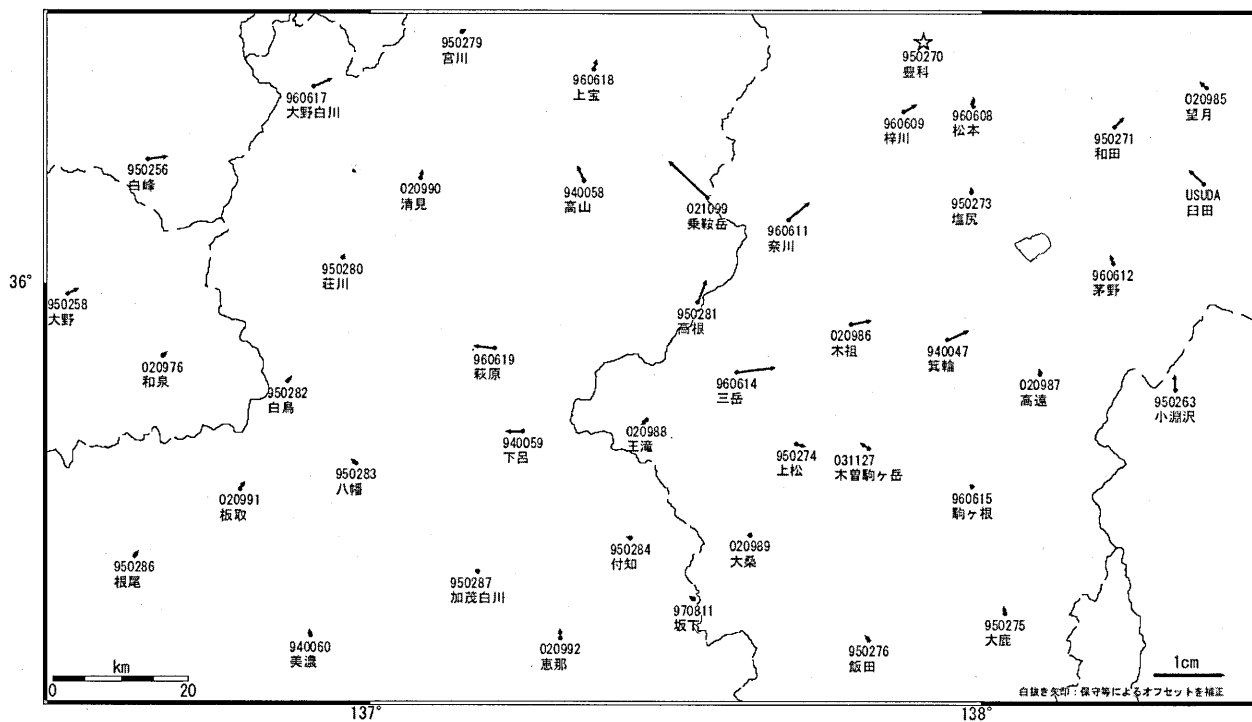 950279
宮川
950270
豊科
960618
上宝
960617
大野白川
020985
望月
960609
梓川
960608
松本
950271
和田
950256
白峰
020990
清見
940058
高山
021099
乗鞍岳
960611
奈川
950273
塩尻
USUDA
臼田
950280
荘川
36°
960612
茅野
950258
大野
950281
高根
020986
木祖
940047
箕輪
020976
和泉
960619
萩原
960614
三岳
020987
高遠
950282
白鳥
950263
小淵沢
020988
王滝
940059
下呂
950274
上松
031127
木曽駒ヶ岳
950283
八幡
020991
板取
960615
駒ヶ根
950284
付知
020989
大桑
950286
根尾
950287
加茂白川
970811
坂下
950275
大鹿
940060
美濃
020992
恵那
950276
飯田
km
0 20
1cm
白抜き矢印：保守等によるオフセットを補正
137° 138°